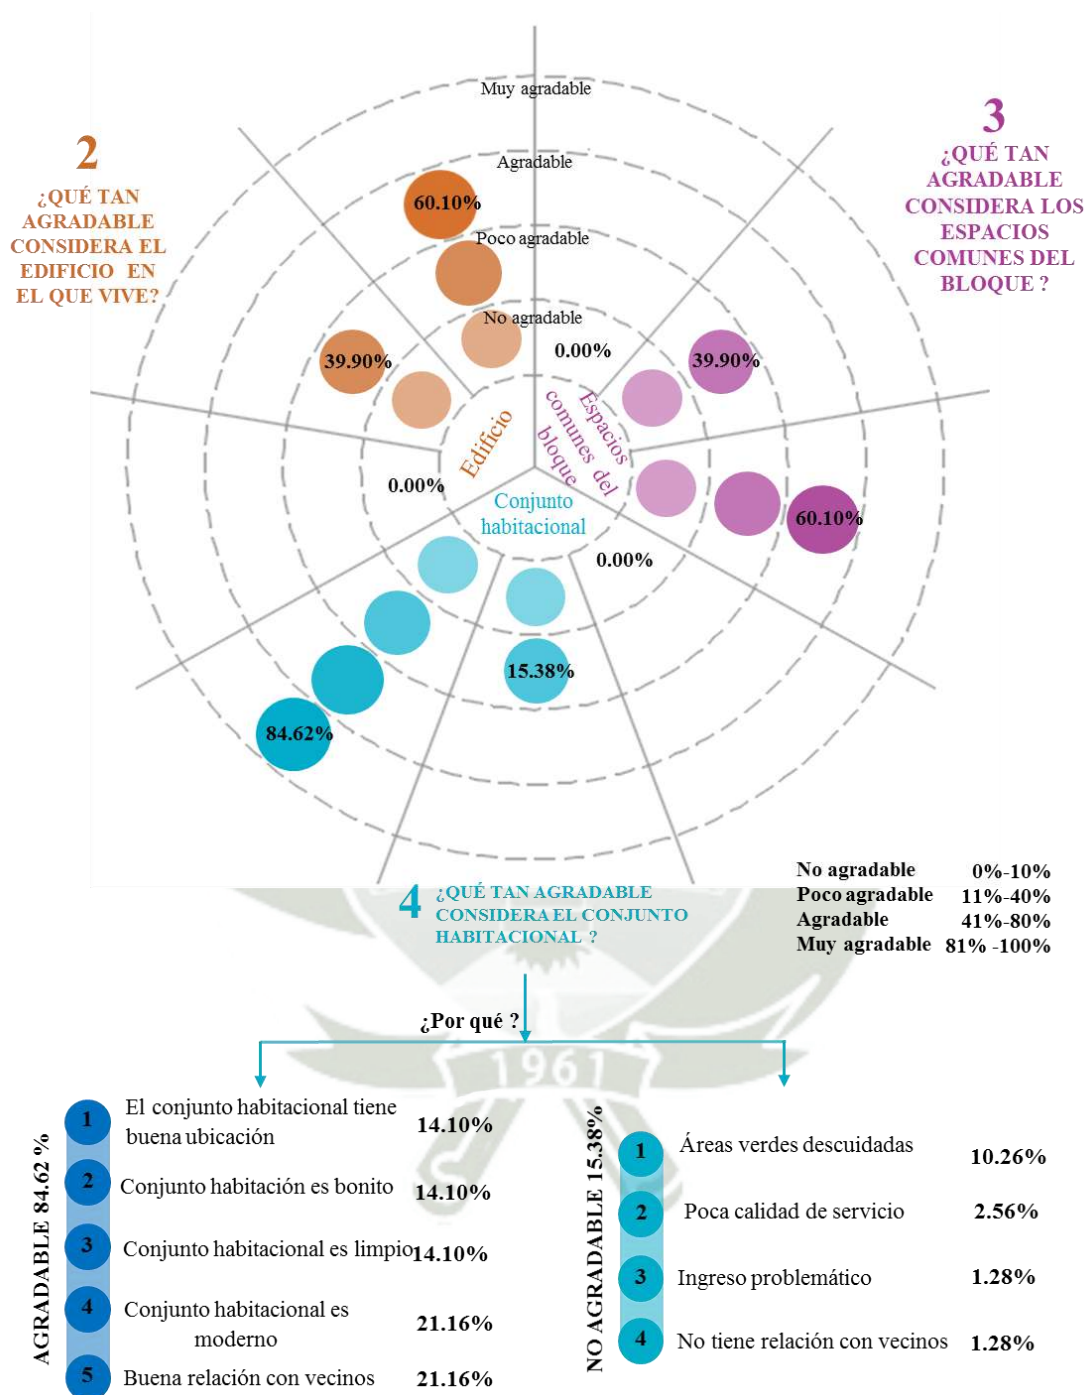 Muy agradable
Agradable
Poco agradable
No agradable
2
¿QUÉ TAN
AGRADABLE
CONSIDERA EL
EDIFICIO EN
EL QUE VIVE?
3
¿QUÉ TAN
AGRADABLE
CONSIDERA LOS
ESPACIOS
COMUNES DEL
BLOQUE ?
60.10%
39.90%
0.00%
0.00%
39.90%
60.10%
0.00%
15.38%
84.62%
Edificio
Espacios
comunes del
bloque
Conjunto
habitacional
4
¿QUÉ TAN AGRADABLE
CONSIDERA EL CONJUNTO
HABITACIONAL ?
No agradable 0%-10%
Poco agradable 11%-40%
Agradable 41%-80%
Muy agradable 81% -100%
¿Por qué ?
1961
AGRADABLE 84.62 %
1 El conjunto habitacional tiene
buena ubicación 14.10%
2 Conjunto habitación es bonito 14.10%
3 Conjunto habitacional es limpio 14.10%
4 Conjunto habitacional es
moderno 21.16%
5 Buena relación con vecinos 21.16%
NO AGRADABLE 15.38%
1 Áreas verdes descuidadas 10.26%
2 Poca calidad de servicio 2.56%
3 Ingreso problemático 1.28%
4 No tiene relación con vecinos 1.28%